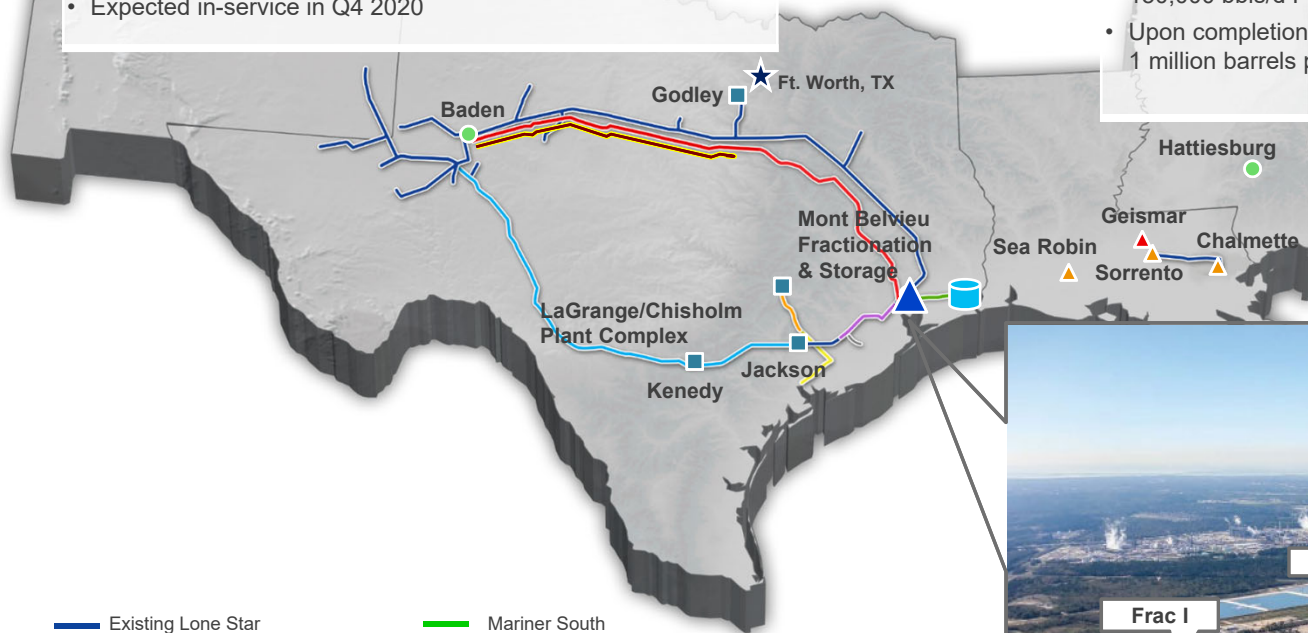 • Expected in-service in Q4 2020
• Upon completion
1 million barrels p
Ft. Worth, TX
Godley
Baden
Hattiesburg
Mont Belvieu
Fractionation
& Storage
Geismar
Sea Robin
Chalmette
Sorrento
LaGrange/Chisholm
Plant Complex
Jackson
Kenedy
Frac I
Existing Lone Star
Mariner South